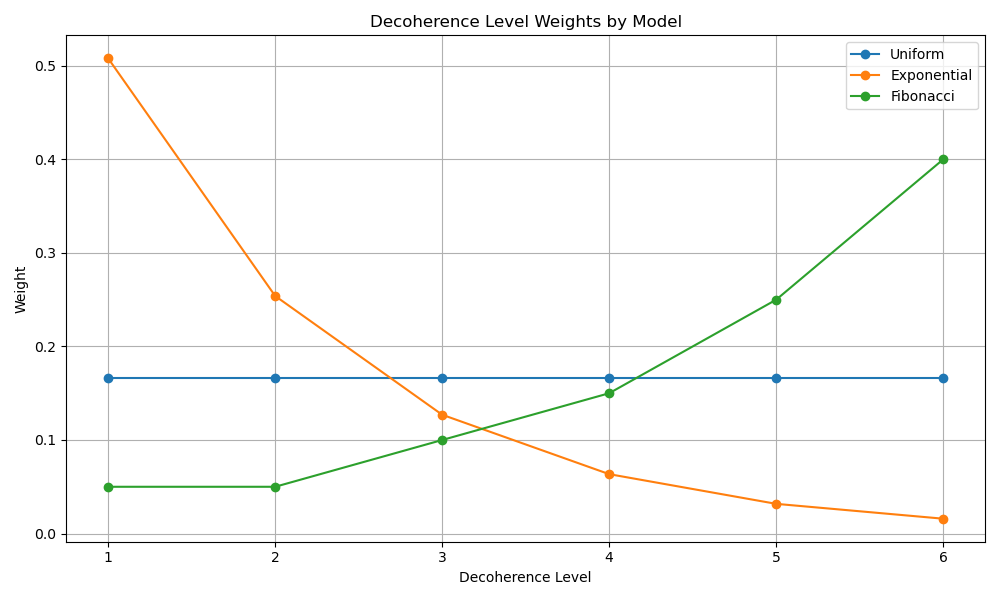 Decoherence Level Weights by Model
Uniform
Exponential
Fibonacci
Weight
0.5
0.4
0.3
0.2
0.1
0.0
1 2 3 4 5 6
Decoherence Level